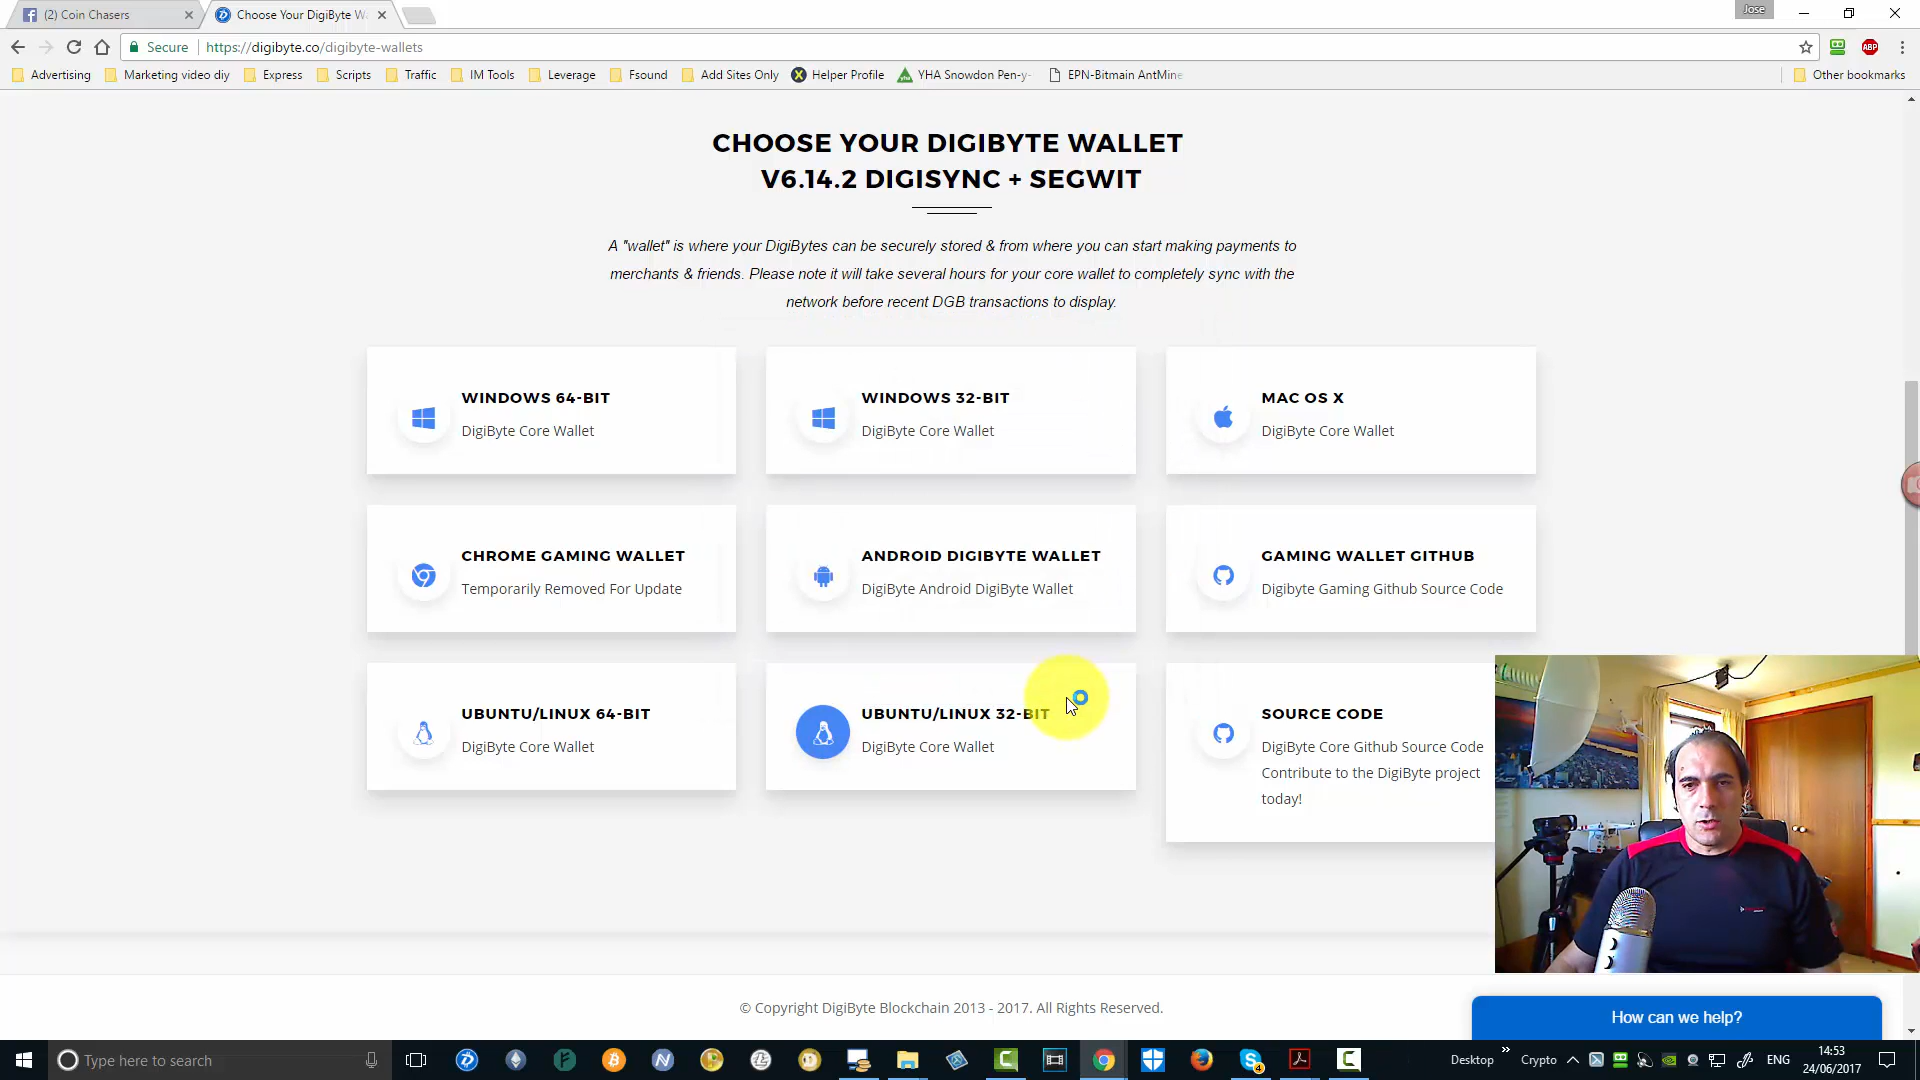 (2) Coin Chasers
Choose Your DigiByte Wa
Jose
Secure
https://digibyte.co/digibyte-wallets
ABP
Advertising
Marketing video diy
Express
Scripts
Traffic
IM Tools
Leverage
Fsound
Add Sites Only
Helper Profile
YHA Snowdon Pen-y-
EPN-Bitmain AntMine
Other bookmarks
CHOOSE YOUR DIGIBYTE WALLET
V6.14.2 DIGISYNC + SEGWIT
A "wallet" is where your DigiBytes can be securely stored & from where you can start making payments to
merchants & friends. Please note it will take several hours for your core wallet to completely sync with the
network before recent DGB transactions to display.
WINDOWS 64-BIT
DigiByte Core Wallet
WINDOWS 32-BIT
DigiByte Core Wallet
MAC OS X
DigiByte Core Wallet
CHROME GAMING WALLET
Temporarily Removed For Update
ANDROID DIGIBYTE WALLET
DigiByte Android DigiByte Wallet
GAMING WALLET GITHUB
Digibyte Gaming Github Source Code
UBUNTU/LINUX 64-BIT
DigiByte Core Wallet
UBUNTU/LINUX 32-BIT
DigiByte Core Wallet
SOURCE CODE
DigiByte Core Github Source Code
Contribute to the DigiByte project
today!
© Copyright DigiByte Blockchain 2013 - 2017. All Rights Reserved.
How can we help?
Type here to search
4
Desktop
Crypto
ENG
14:53
24/06/2017